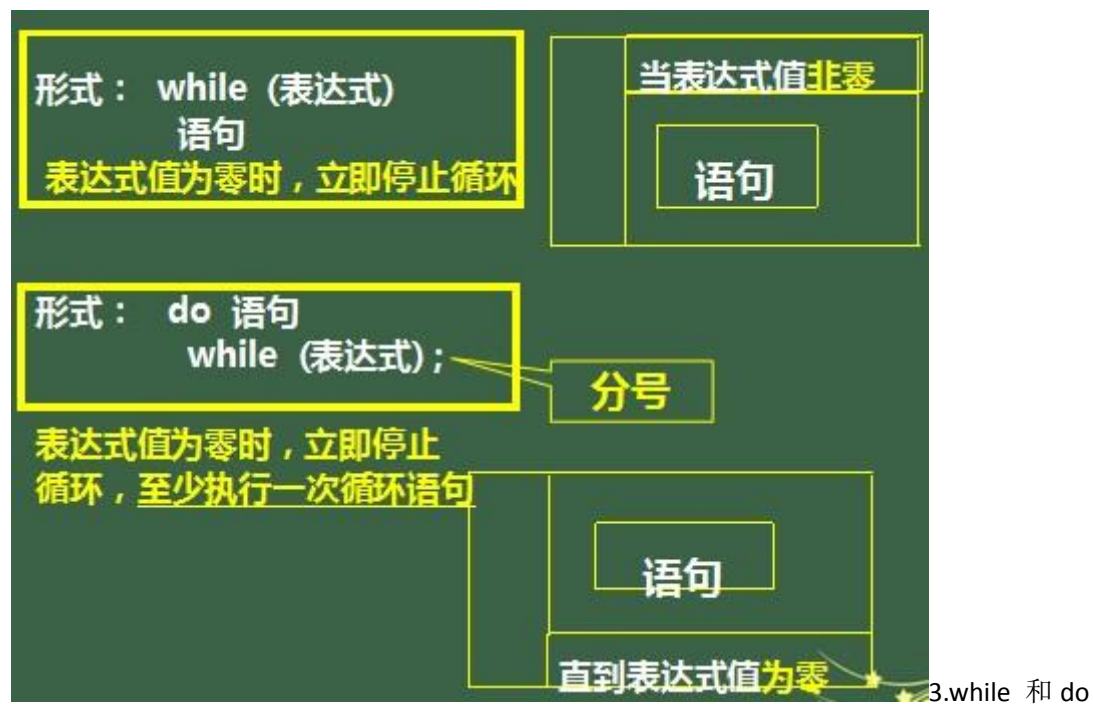 形式： while (表达式)
语句
表达式值为零时，立即停止循环
当表达式值非零
语句
形式： do 语句
while (表达式)；
分号
表达式值为零时，立即停止
循环，至少执行一次循环语句
语句
直到表达式值为零
3.while 和 do